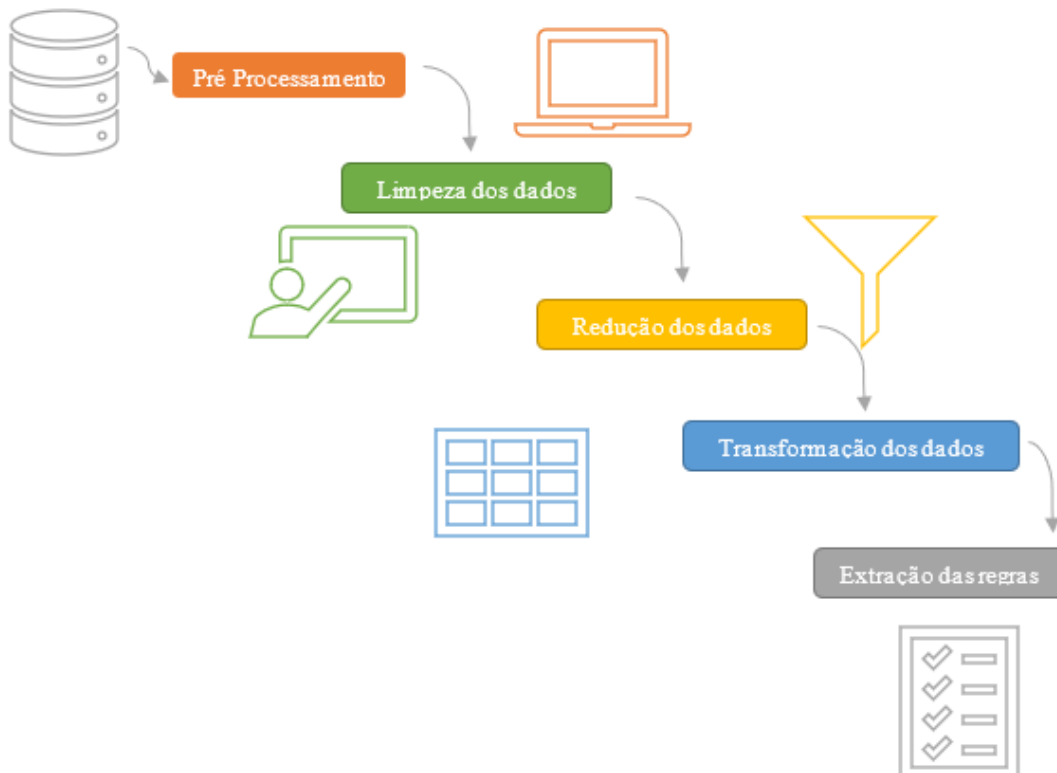 Pré Processamento
Limpeza dos dados
Redução dos dados
Transformação dos dados
Extração das regras